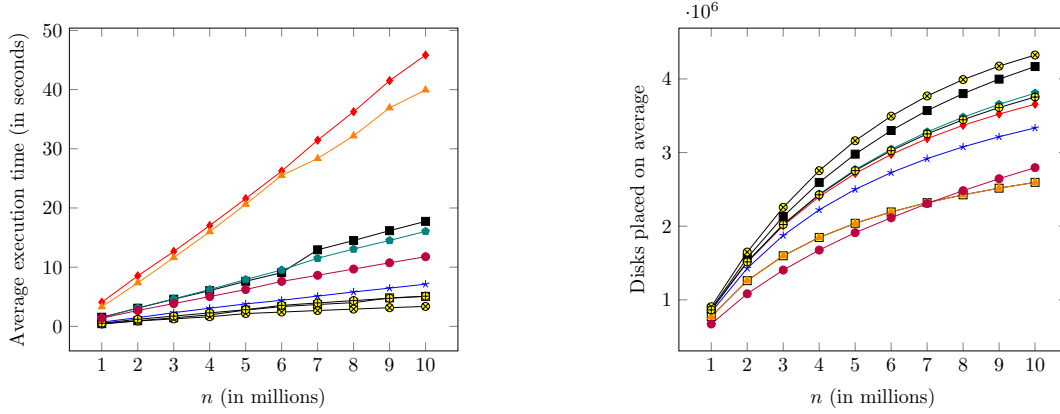 ·10⁶
50
40
30
20
10
0
Average execution time (in seconds)
1 2 3 4 5 6 7 8 9 10
n (in millions)
4
3
2
1
Disks placed on average
1 2 3 4 5 6 7 8 9 10
n (in millions)